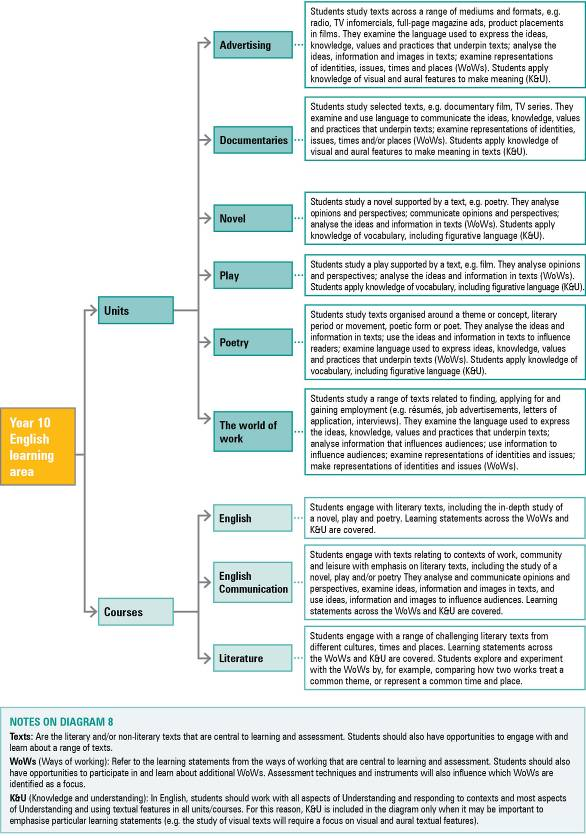 Year 10
English
learning
area
Units
Advertising
Students study texts across a range of mediums and formats, e.g.
radio, TV infomercials, full-page magazine ads, product placements
in films. They examine the language used to express the ideas,
knowledge, values and practices that underpin texts; analyse the
ideas, information and images in texts; examine representations
of identities, issues, times and places (WoWs). Students apply
knowledge of visual and aural features to make meaning (K&U).
Documentaries
Students study selected texts, e.g. documentary film, TV series. They
examine and use language to communicate the ideas, knowledge, values
and practices that underpin texts; examine representations of identities,
issues, times and/or places (WoWs). Students apply knowledge of
visual and aural features to make meaning in texts (K&U).
Novel
Students study a novel supported by a text, e.g. poetry. They analyse
opinions and perspectives; communicate opinions and perspectives;
analyse the ideas and information in texts (WoWs). Students apply
knowledge of vocabulary, including figurative language (K&U).
Play
Students study a play supported by a text, e.g. film. They analyse opinions
and perspectives; analyse the ideas and information in texts (WoWs).
Students apply knowledge of vocabulary, including figurative language (K&U).
Poetry
Students study texts organised around a theme or concept, literary
period or movement, poetic form or poet. They analyse the ideas and
information in texts; use the ideas and information in texts to influence
readers; examine language used to express ideas, knowledge, values
and practices that underpin texts (WoWs). Students apply knowledge of
vocabulary, including figurative language (K&U).
The world of
work
Students study a range of texts related to finding, applying for and
gaining employment (e.g. résumés, job advertisements, letters of
application, interviews). They examine the language used to express
the ideas, knowledge, values and practices that underpin texts;
analyse information that influences audiences; use information to
influence audiences; examine representations of identities and issues;
make representations of identities and issues (WoWs).
Courses
English
Students engage with literary texts, including the in-depth study of
a novel, play and poetry. Learning statements across the WoWs and
K&U are covered.
English
Communication
Students engage with texts relating to contexts of work, community
and leisure with emphasis on literary texts, including the study of a
novel, play and/or poetry They analyse and communicate opinions and
perspectives, examine ideas, information and images in texts, and
use ideas, information and images to influence audiences. Learning
statements across the WoWs and K&U are covered.
Literature
Students engage with a range of challenging literary texts from
different cultures, times and places. Learning statements across
the WoWs and K&U are covered. Students explore and experiment
with the WoWs by, for example, comparing how two works treat a
common theme, or represent a common time and place.
NOTES ON DIAGRAM 8
Texts: Are the literary and/or non-literary texts that are central to learning and assessment. Students should also have opportunities to engage with and
learn about a range of texts.
WoWs (Ways of working): Refer to the learning statements from the ways of working that are central to learning and assessment. Students should also
have opportunities to participate in and learn about additional WoWs. Assessment techniques and instruments will also influence which WoWs are
identified as a focus.
K&U (Knowledge and understanding): In English, students should work with all aspects of Understanding and responding to contexts and most aspects
of Understanding and using textual features in all units/courses. For this reason, K&U is included in the diagram only when it may be important to
emphasise particular learning statements (e.g. the study of visual texts will require a focus on visual and aural textual features).